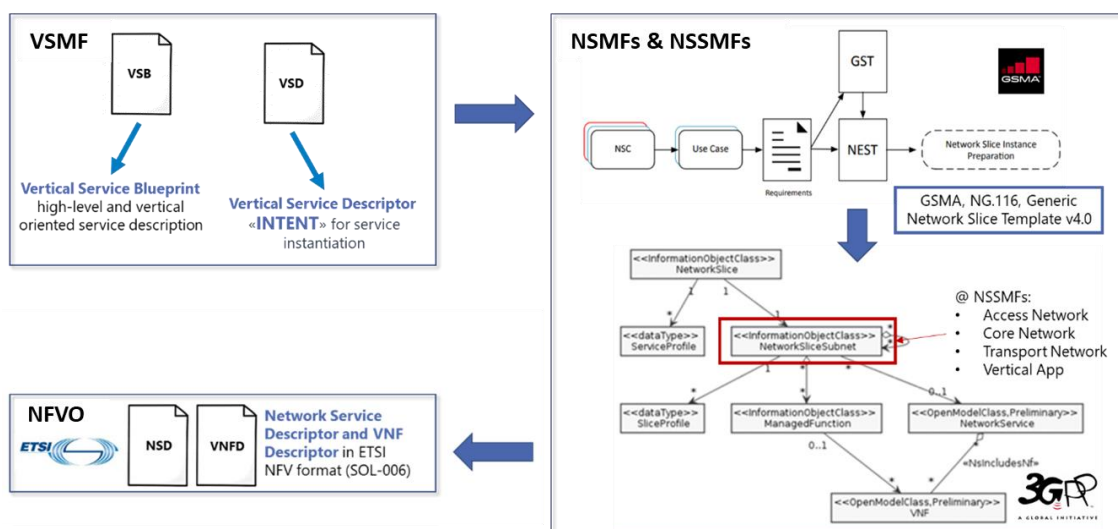 VSMF
VSB
VSD
Vertical Service Blueprint
high-level and vertical
oriented service description
Vertical Service Descriptor
«INTENT» for service
instantiation
NSMFs & NSSMFs
GST
GSMA
NSC
Use Case
NEST
Network Slice Instance
Preparation
Requirements
GSMA, NG.116, Generic
Network Slice Template v4.0
<<InformationObjectClass>>
NetworkSlice
1
1
*
1
<<dataType>>
ServiceProfile
<<InformationObjectClass>>
NetworkSliceSubnet
*
*
@ NSSMFs:
• Access Network
• Core Network
• Transport Network
• Vertical App
1
*
*
*
*
0..1
<<dataType>>
SliceProfile
<<InformationObjectClass>>
ManagedFunction
<<OpenModelClass,Preliminary>>
NetworkService
0..1
*
«NsIncludesNf»
*
*
<<OpenModelClass,Preliminary>>
VNF
3GPP
A GLOBAL INITIATIVE
NFVO
ETSI
NSD
VNFD
Network Service
Descriptor and VNF
Descriptor in ETSI
NFV format (SOL-006)